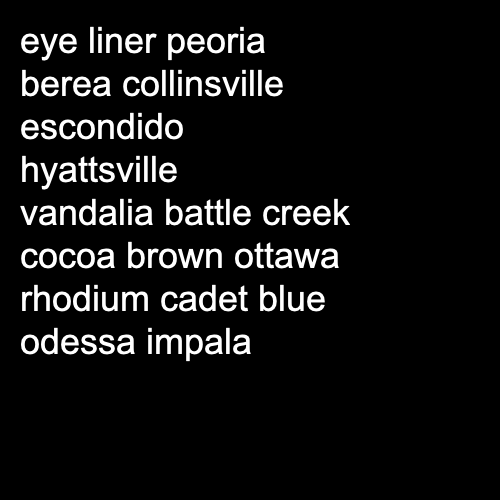 eye liner peoria
berea collinsville
escondido
hyattsville
vandalia battle creek
cocoa brown ottawa
rhodium cadet blue
odessa impala